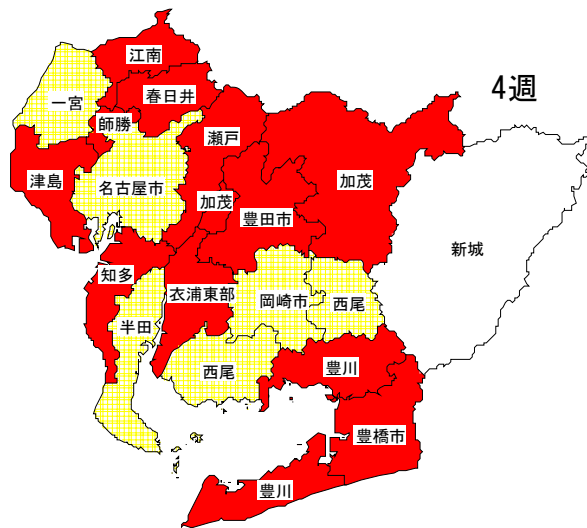 江南
4週
春日井
一宮
師勝
瀬戸
津島
加茂
名古屋市
加茂
豊田市
新城
知多
衣浦東部
岡崎市
西尾
半田
西尾
豊川
豊橋市
豊川